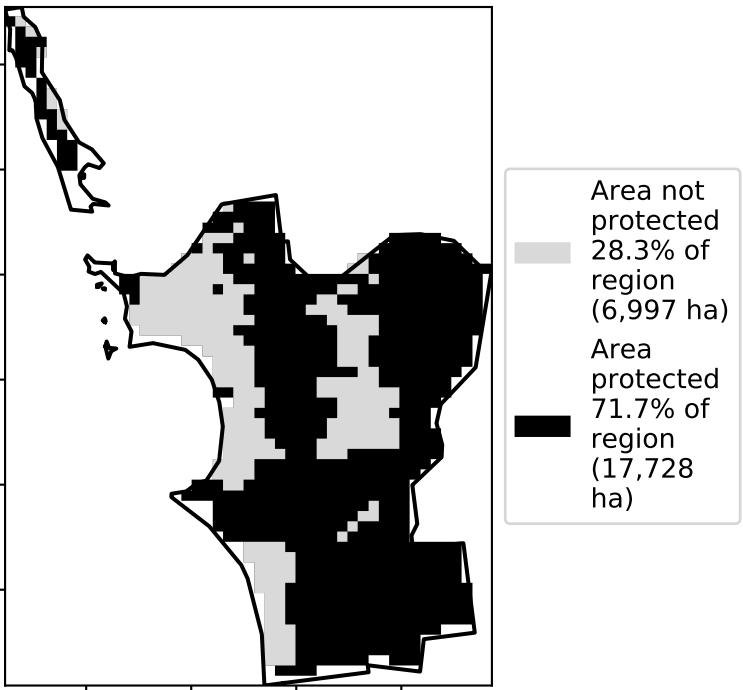 Area not
protected
28.3% of
region
(6,997 ha)
Area
protected
71.7% of
region
(17,728
ha)